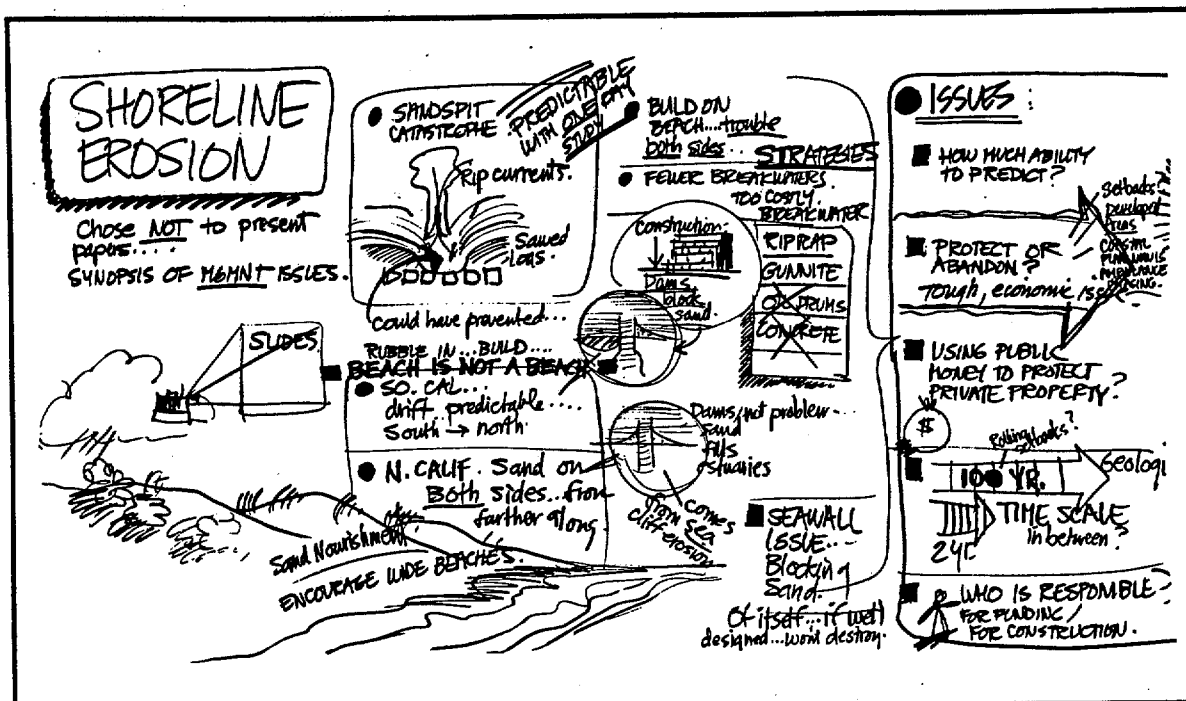 SHORELINE
EROSION
Chose NOT to present
papers....
SYNOPSIS OF MGMNT ISSUES.
SLIDES
Sand Nourishment
ENCOURAGE WIDE BEACHES.
SANDSPIT
CATASTROPHE
PREDICTABLE
WITH ONE DAY
STUDY
Rip currents.
Sawed
Logs.
Could have prevented...
RUBBLE IN...BUILD....
BEACH IS NOT A BEACH
SO. CAL...
drift predictable....
South → north.
N. CALIF. Sand on
Both sides...from
farther along.
BUILD ON
BEACH....trouble
both sides...
STRATEGIES
FEWER BREAKWATERS.
TOO COSTLY.
BREAKWATER
Construction.
Dams
block
sand.
RIPRAP
GUNNITE
OIL DRUMS
CONCRETE
Dams, not problem...
sand
fills
estuaries
comes
from sea
cliff erosion
SEAWALL
ISSUE....
Blocking
Sand.
Of itself...if well
designed...wont destroy.
ISSUES:
HOW MUCH ABILITY
TO PREDICT?
Setbacks?
PROTECT OR
ABANDON?
Tough, economic
USING PUBLIC
MONEY TO PROTECT
PRIVATE PROPERTY?
$
Rolling setbacks?
100 YR.
Geologi
TIME SCALE
in between?
2yr.
WHO IS RESPONBLE?
FOR FUNDING/
FOR CONSTRUCTION.